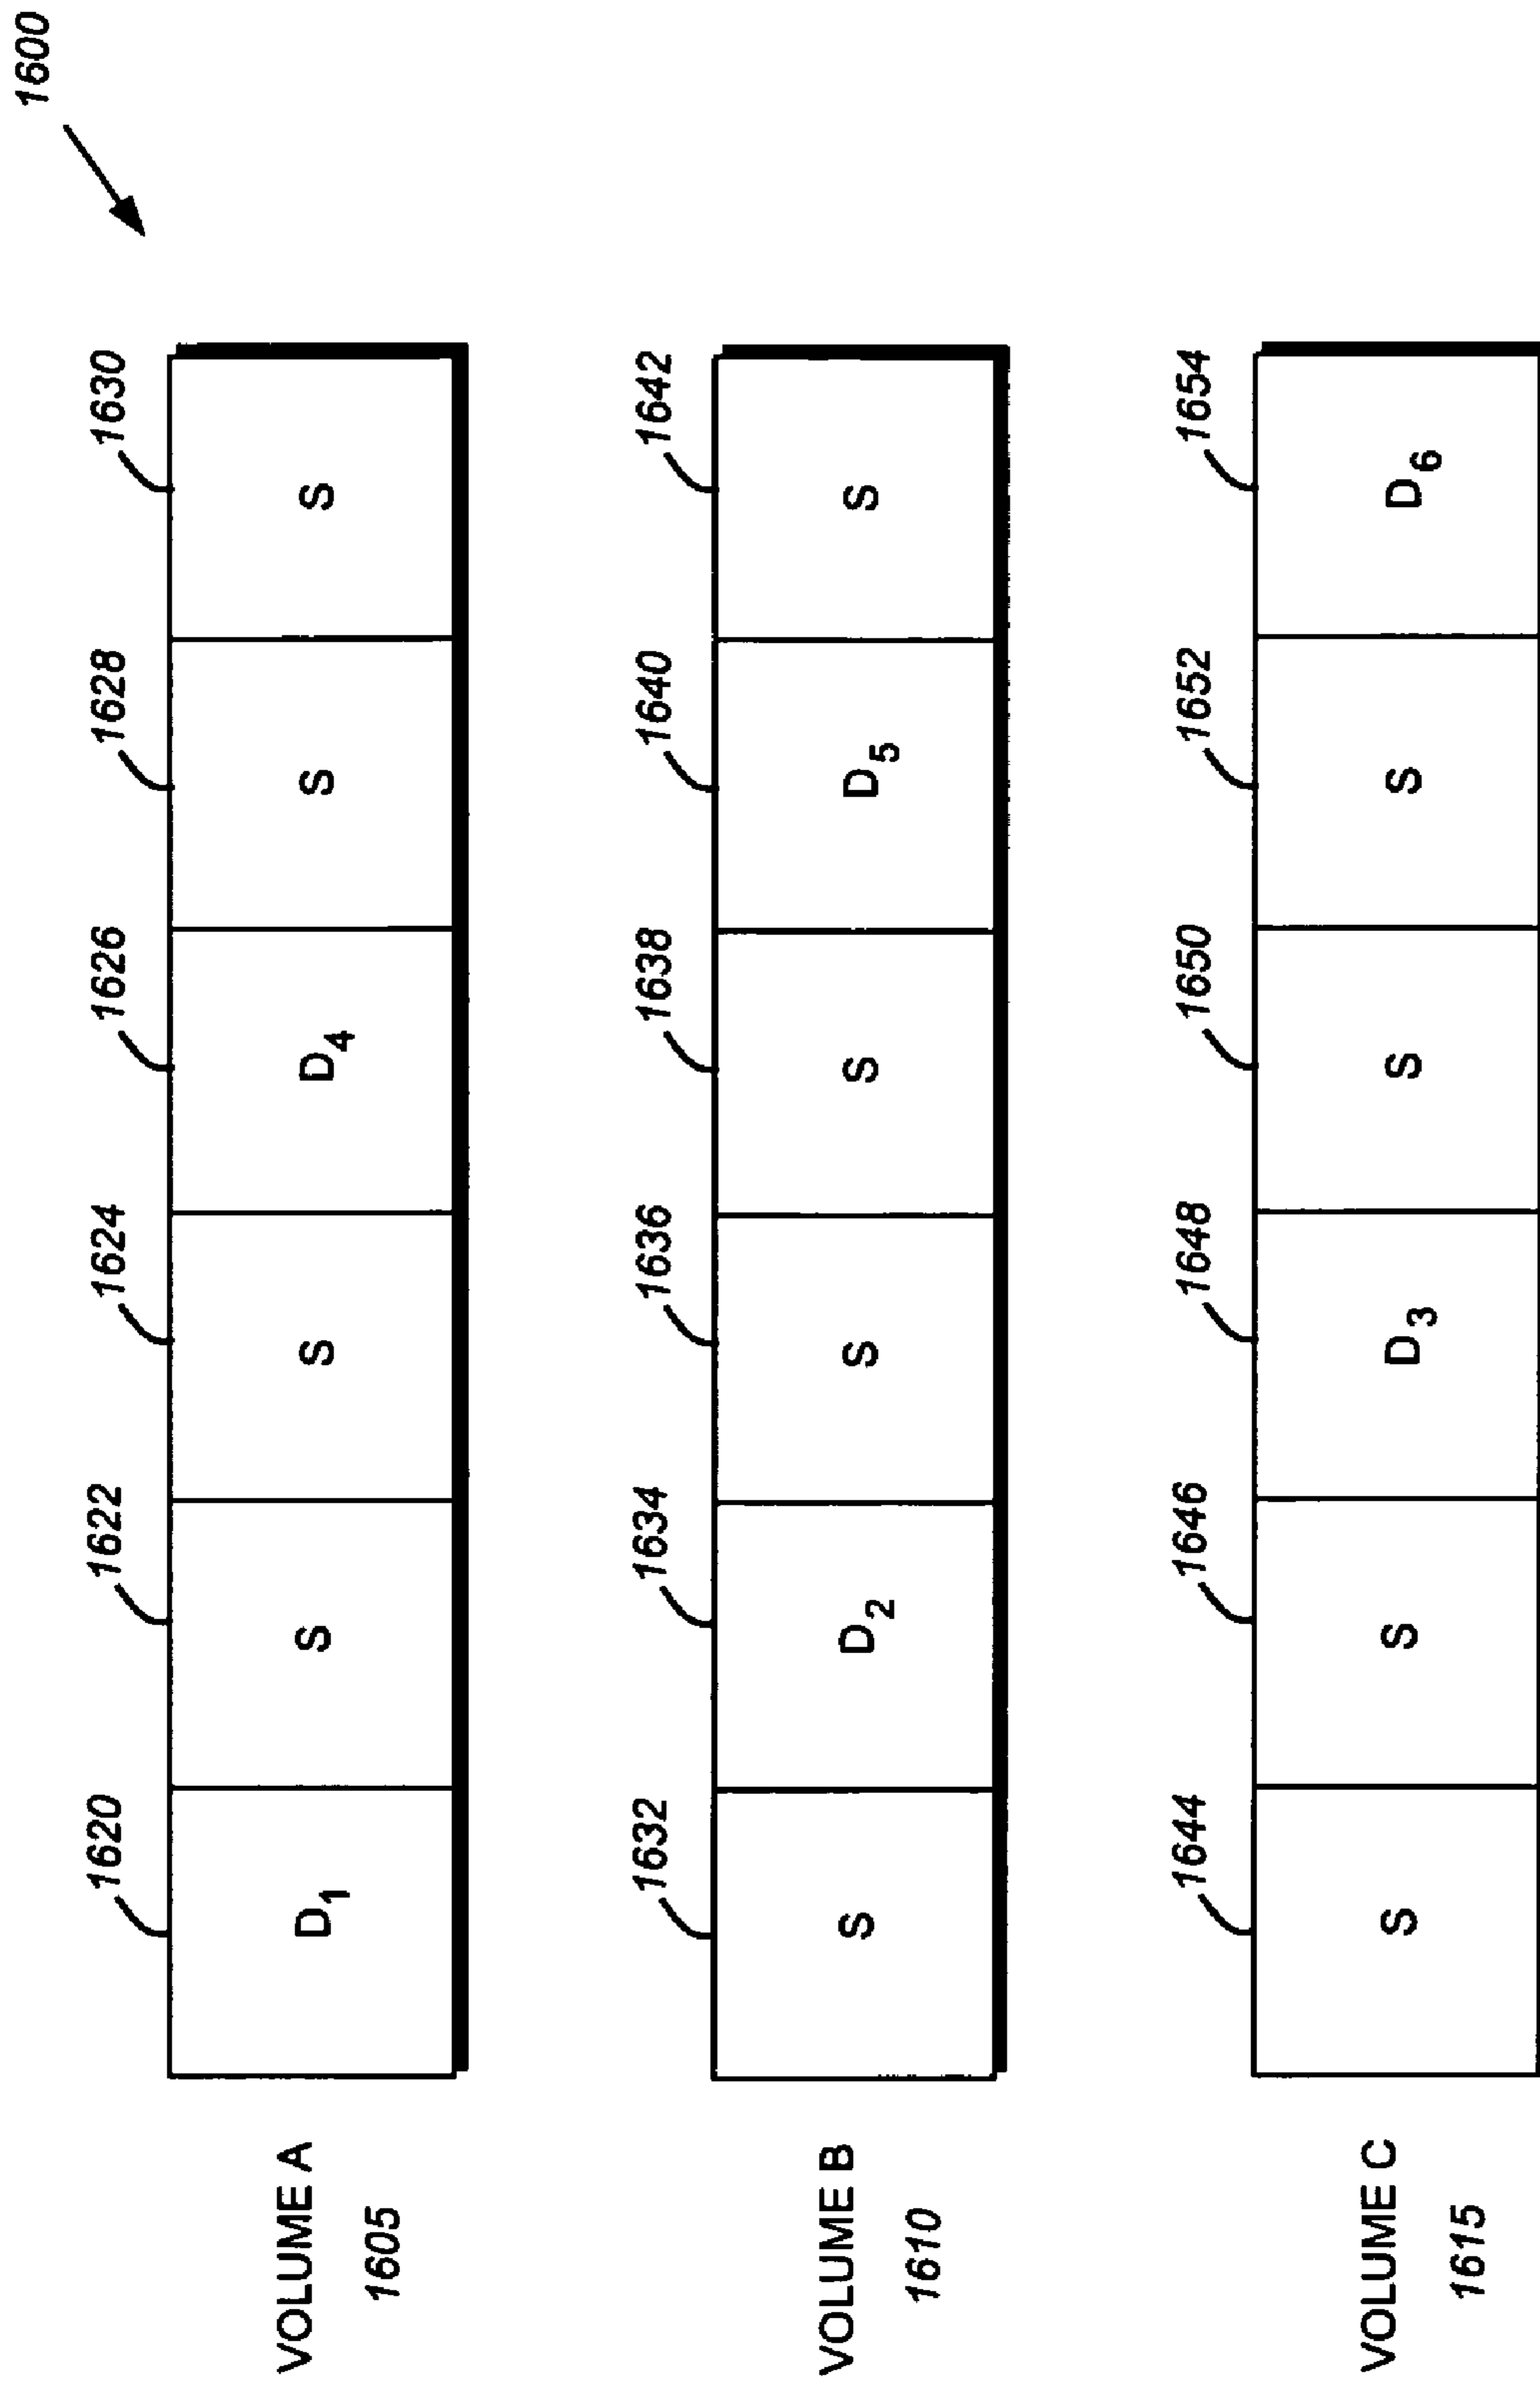 1600
1620 1622 1624 1626 1628 1630
VOLUME A
1605
D1 S S D4 S S
1632 1634 1636 1638 1640 1642
VOLUME B
1610
S D2 S S D5 S
1644 1646 1648 1650 1652 1654
VOLUME C
1615
S S D3 S S D6